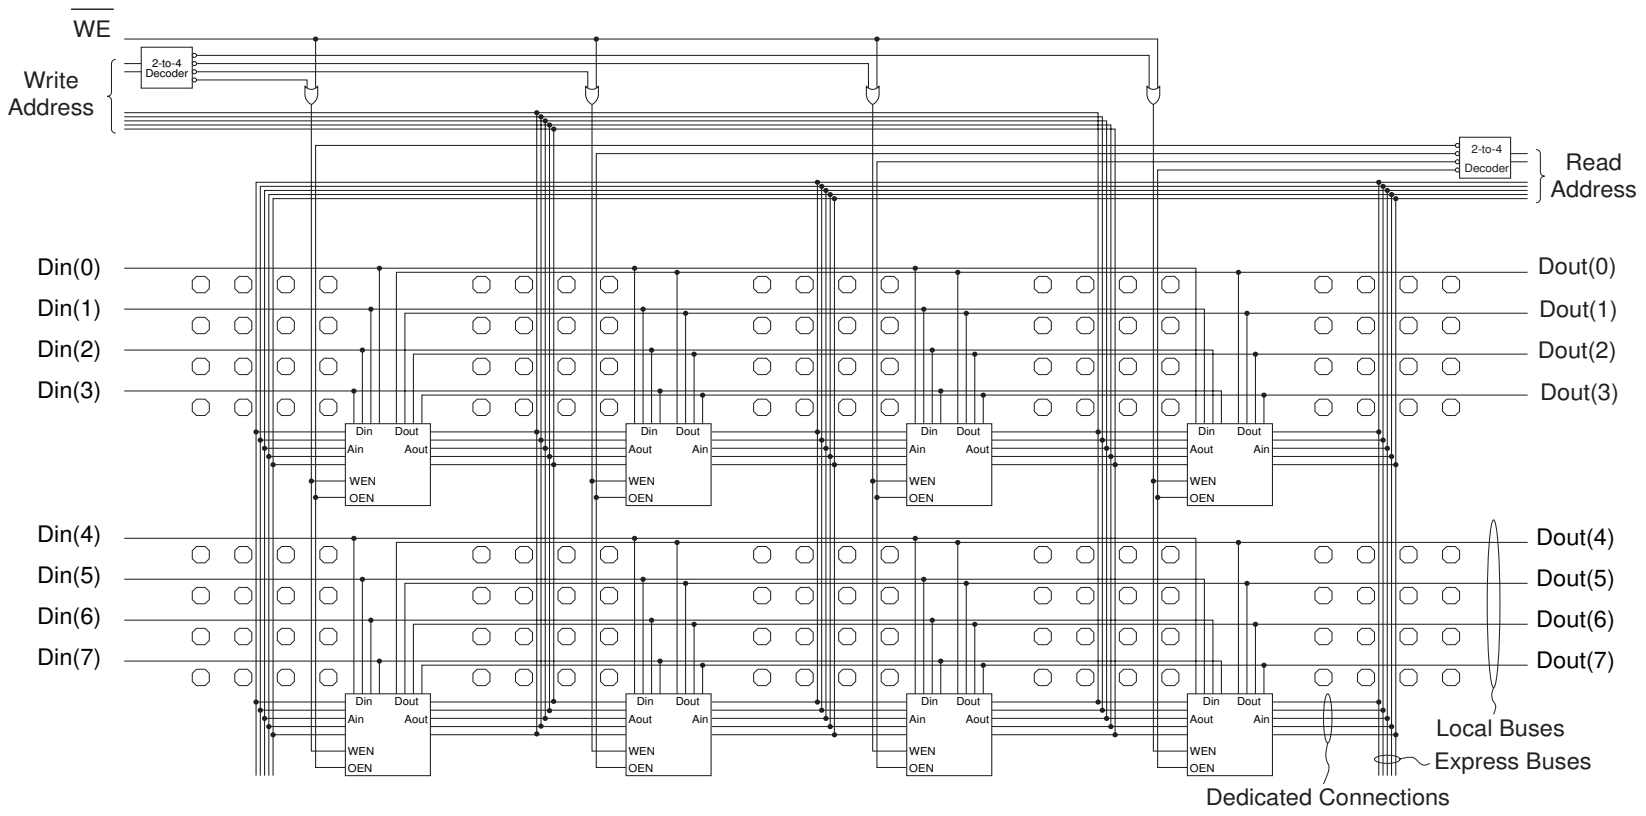 WE
2-to-4
Decoder
Write
Address
2-to-4
Decoder
Read
Address
Din(0)
Dout(0)
Din(1)
Dout(1)
Din(2)
Dout(2)
Din(3)
Dout(3)
Din Dout
Ain Aout
WEN
OEN
Din Dout
Aout Ain
WEN
OEN
Din Dout
Ain Aout
WEN
OEN
Din Dout
Aout Ain
WEN
OEN
Din(4)
Dout(4)
Din(5)
Dout(5)
Din(6)
Dout(6)
Din(7)
Dout(7)
Din Dout
Ain Aout
WEN
OEN
Din Dout
Aout Ain
WEN
OEN
Din Dout
Ain Aout
WEN
OEN
Din Dout
Aout Ain
WEN
OEN
Local Buses
Express Buses
Dedicated Connections